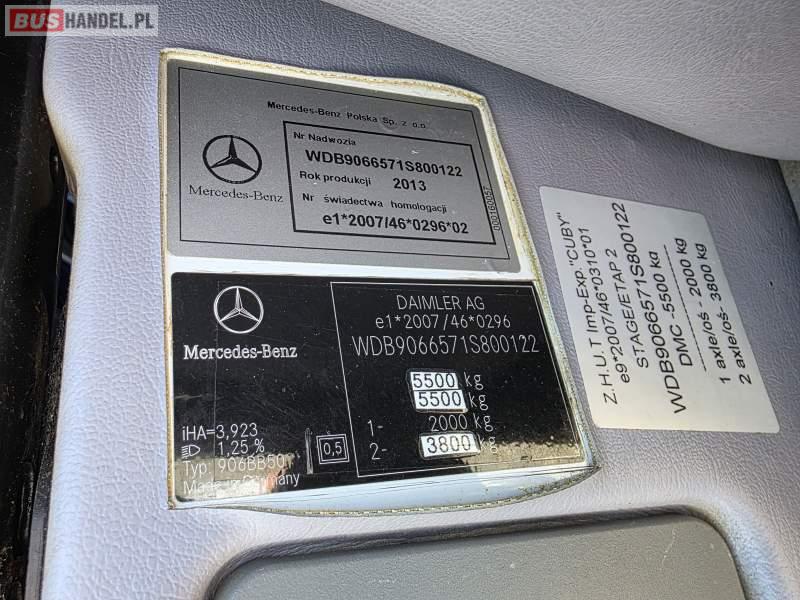 BUSHANDEL.PL
Mercedes-Benz Polska Sp. z o.o.
Mercedes-Benz
Nr Nadwozia
WDB9066571S800122
Rok produkcji 2013
Nr świadectwa homologacji
e1*2007/46*0296*02
000160057
Mercedes-Benz
DAIMLER AG
e1*2007/46*0296
WDB9066571S800122
5500 kg
5500 kg
1- 2000 kg
2- 3800 kg
iHA=3,923
1,25 %
0,5
Typ: 906BB50
Made in Germany
Z.H.U.T Imp-Exp. "CUBY"
e9*2007/46*0310*01
STAGE/ETAP 2
WDB9066571S800122
DMC -5500 kg
1 axle/oś - 2000 kg
2 axle/oś- 3800 kg